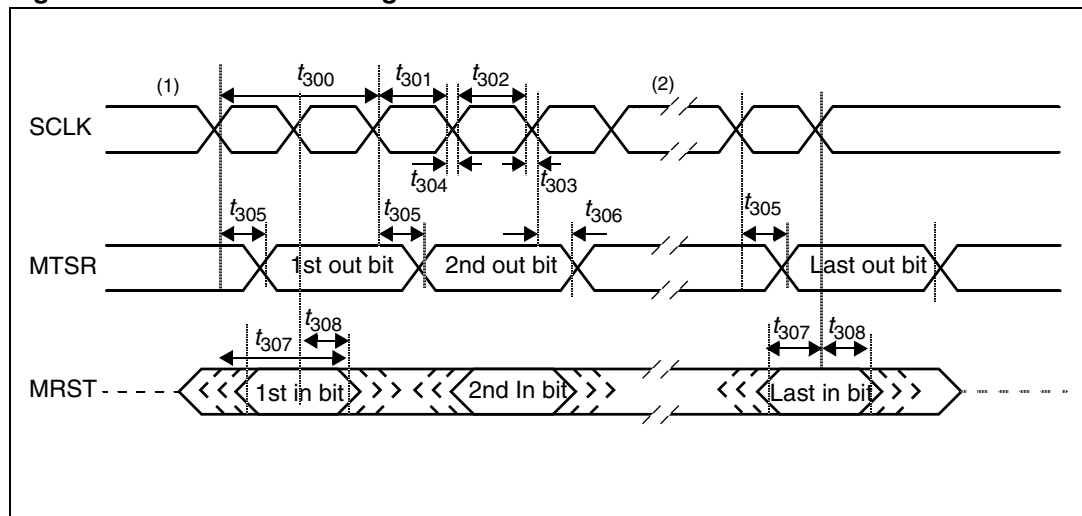 (1)
t300
t301
t302
(2)
SCLK
t304
t303
t305
t305
t306
t305
MTSR
1st out bit
2nd out bit
Last out bit
t307
t308
t307
t308
MRST
1st in bit
2nd In bit
Last in bit